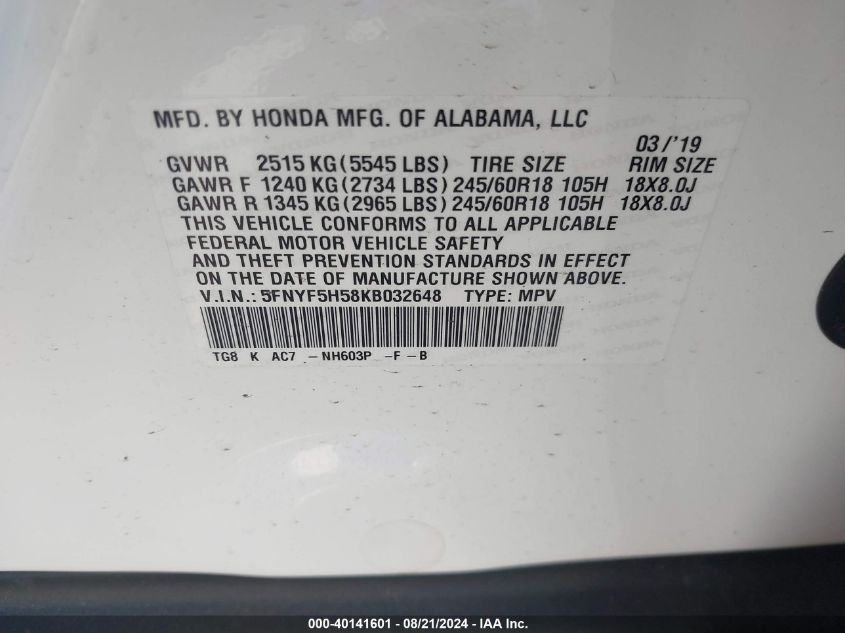 MFD. BY HONDA MFG. OF ALABAMA, LLC
03/'19
GVWR 2515 KG (5545 LBS) TIRE SIZE RIM SIZE
GAWR F 1240 KG (2734 LBS) 245/60R18 105H 18X8.0J
GAWR R 1345 KG (2965 LBS) 245/60R18 105H 18X8.0J
THIS VEHICLE CONFORMS TO ALL APPLICABLE
FEDERAL MOTOR VEHICLE SAFETY
AND THEFT PREVENTION STANDARDS IN EFFECT
ON THE DATE OF MANUFACTURE SHOWN ABOVE.
V.I.N.: 5FNYF5H58KB032648 TYPE: MPV
TG8 K AC7 -NH603P -F-B
000-40141601 - 08/21/2024 - IAA Inc.